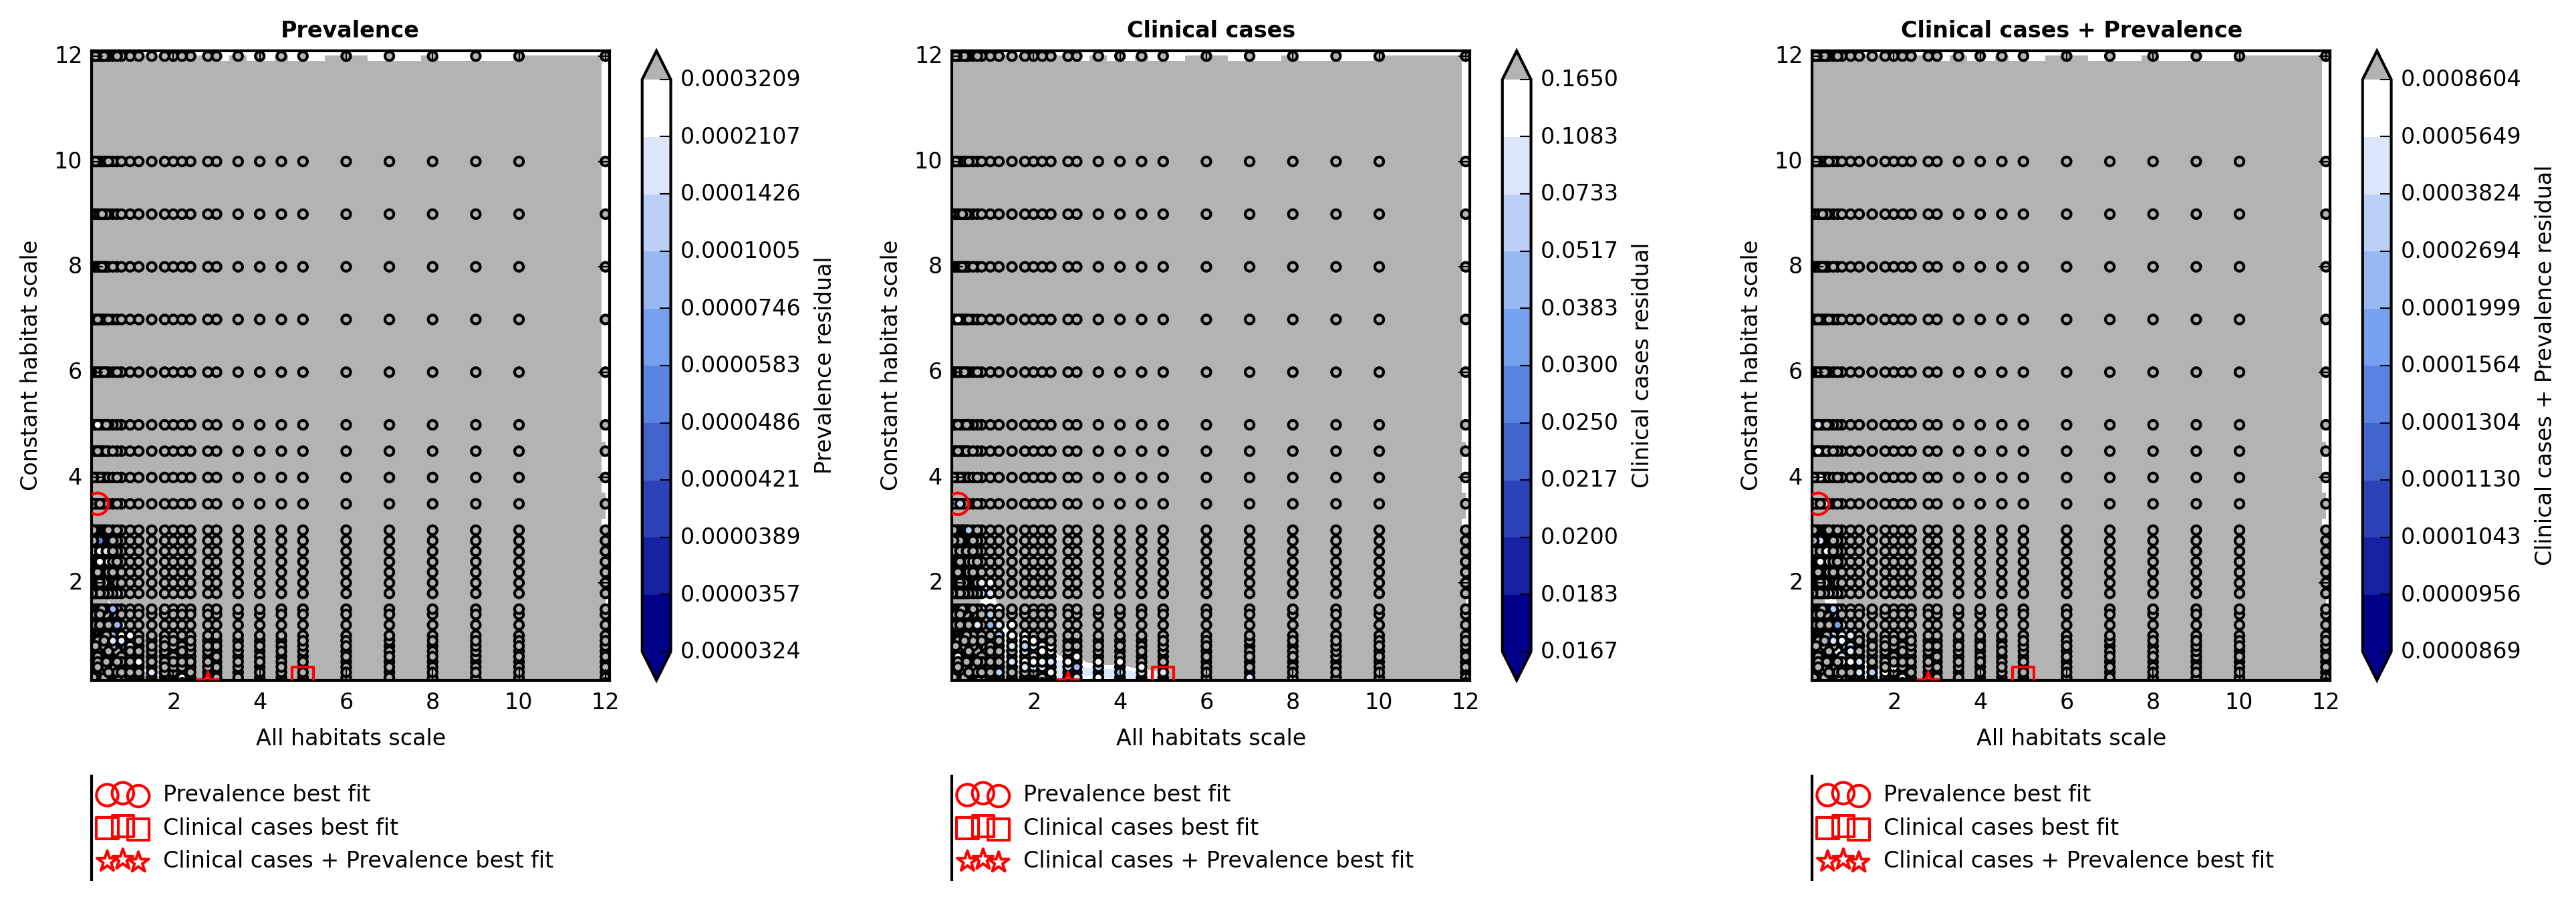 Prevalence
Constant habitat scale
12
10
8
6
4
2
2 4 6 8 10 12
All habitats scale
0.0003209
0.0002107
0.0001426
0.0001005
0.0000746
0.0000583
0.0000486
0.0000421
0.0000389
0.0000357
0.0000324
Prevalence residual
Prevalence best fit
Clinical cases best fit
Clinical cases + Prevalence best fit
Clinical cases
Constant habitat scale
12
10
8
6
4
2
2 4 6 8 10 12
All habitats scale
0.1650
0.1083
0.0733
0.0517
0.0383
0.0300
0.0250
0.0217
0.0200
0.0183
0.0167
Clinical cases residual
Prevalence best fit
Clinical cases best fit
Clinical cases + Prevalence best fit
Clinical cases + Prevalence
Constant habitat scale
12
10
8
6
4
2
2 4 6 8 10 12
All habitats scale
0.0008604
0.0005649
0.0003824
0.0002694
0.0001999
0.0001564
0.0001304
0.0001130
0.0001043
0.0000956
0.0000869
Clinical cases + Prevalence residual
Prevalence best fit
Clinical cases best fit
Clinical cases + Prevalence best fit